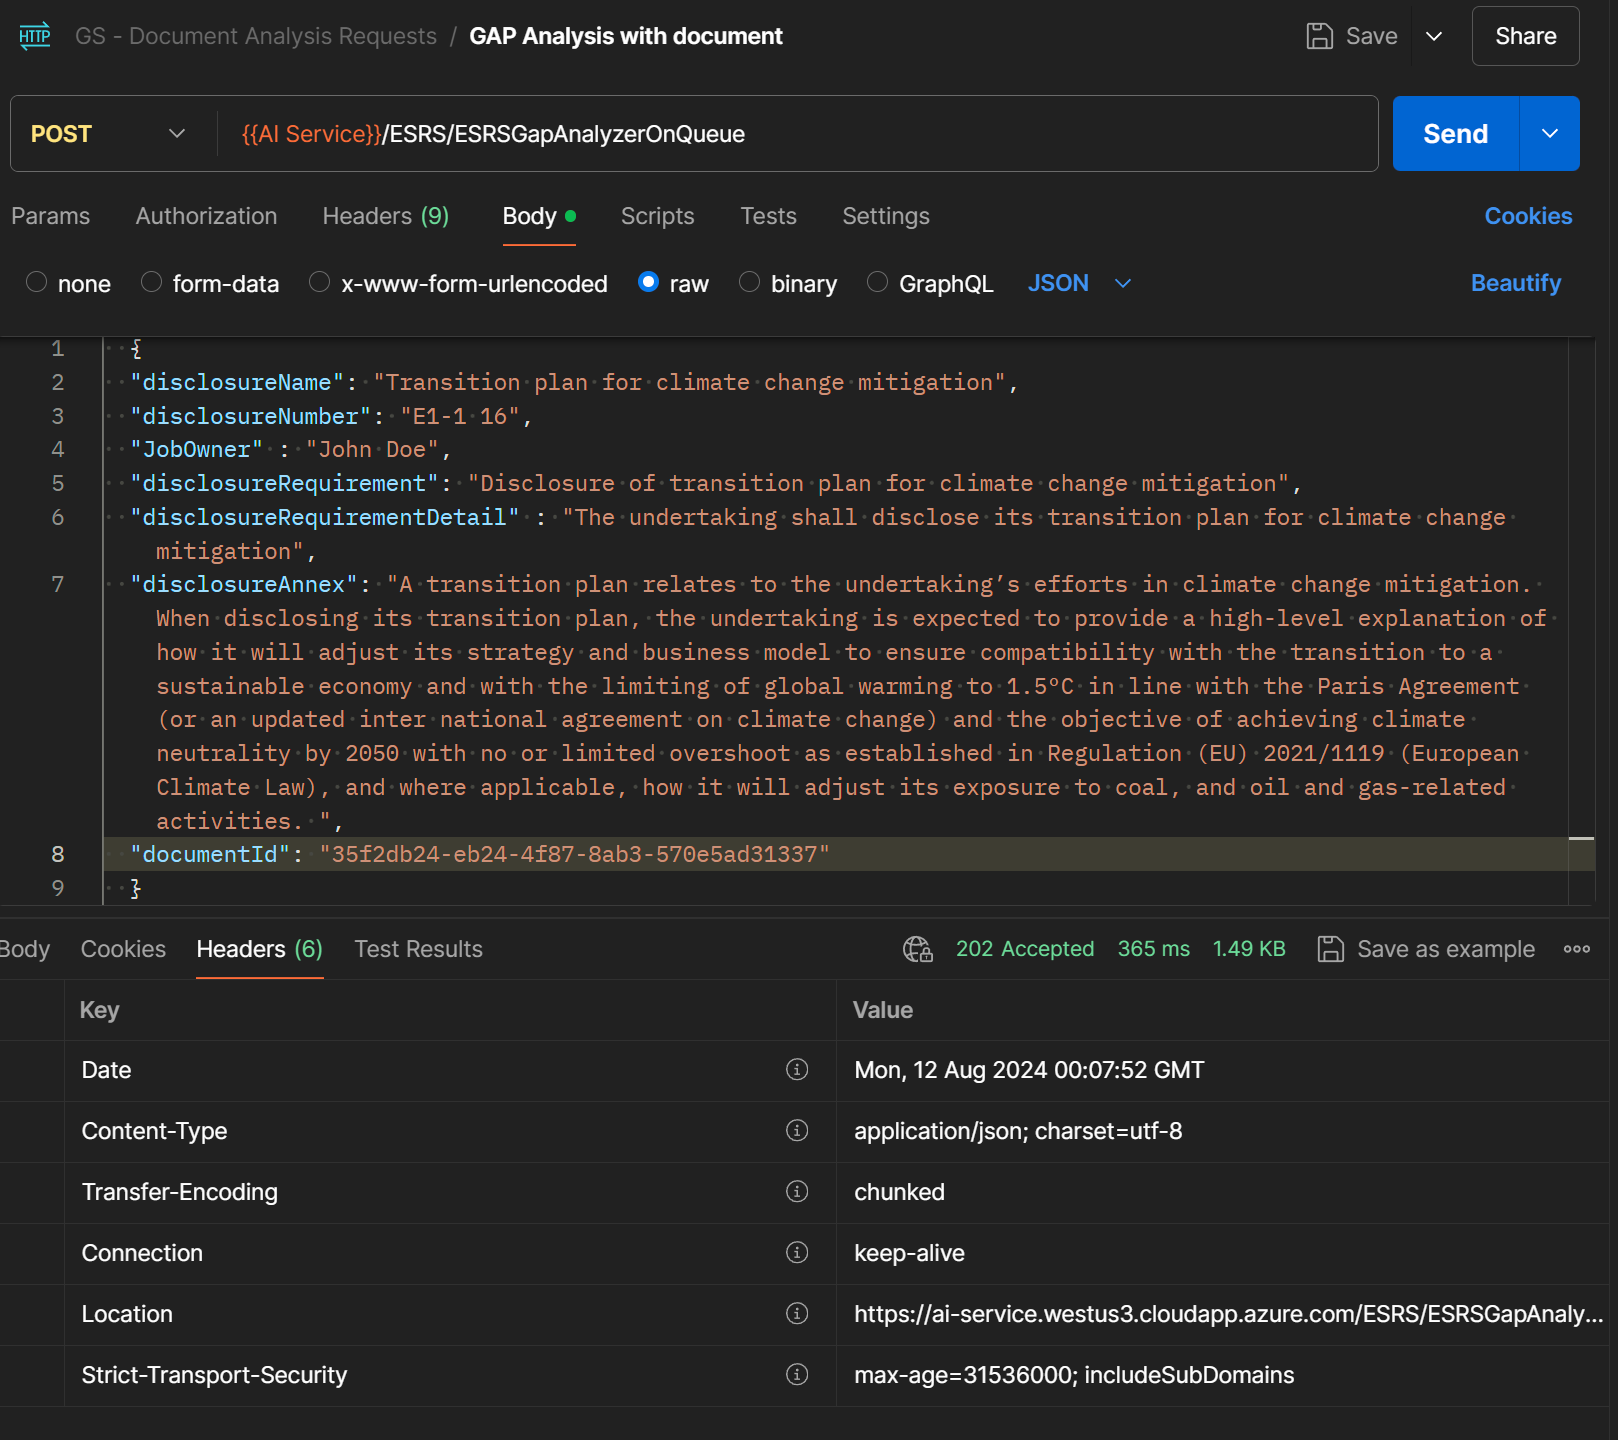 HTTP GS - Document Analysis Requests / GAP Analysis with document Save Share
POST {{AI Service}}/ESRS/ESRSGapAnalyzerOnQueue Send
Params Authorization Headers (9) Body Scripts Tests Settings Cookies
none form-data x-www-form-urlencoded raw binary GraphQL JSON Beautify
1 {
2 "disclosureName": "Transition plan for climate change mitigation",
3 "disclosureNumber": "E1-1 16",
4 "JobOwner" : "John Doe",
5 "disclosureRequirement": "Disclosure of transition plan for climate change mitigation",
6 "disclosureRequirementDetail" : "The undertaking shall disclose its transition plan for climate change
mitigation",
7 "disclosureAnnex": "A transition plan relates to the undertaking’s efforts in climate change mitigation.
When disclosing its transition plan, the undertaking is expected to provide a high-level explanation of
how it will adjust its strategy and business model to ensure compatibility with the transition to a
sustainable economy and with the limiting of global warming to 1.5°C in line with the Paris Agreement
(or an updated inter national agreement on climate change) and the objective of achieving climate
neutrality by 2050 with no or limited overshoot as established in Regulation (EU) 2021/1119 (European
Climate Law), and where applicable, how it will adjust its exposure to coal, and oil and gas-related
activities. ",
8 "documentId": "35f2db24-eb24-4f87-8ab3-570e5ad31337"
9 }
Body Cookies Headers (6) Test Results 202 Accepted 365 ms 1.49 KB Save as example
Key Value
Date Mon, 12 Aug 2024 00:07:52 GMT
Content-Type application/json; charset=utf-8
Transfer-Encoding chunked
Connection keep-alive
Location https://ai-service.westus3.cloudapp.azure.com/ESRS/ESRSGapAnaly...
Strict-Transport-Security max-age=31536000; includeSubDomains